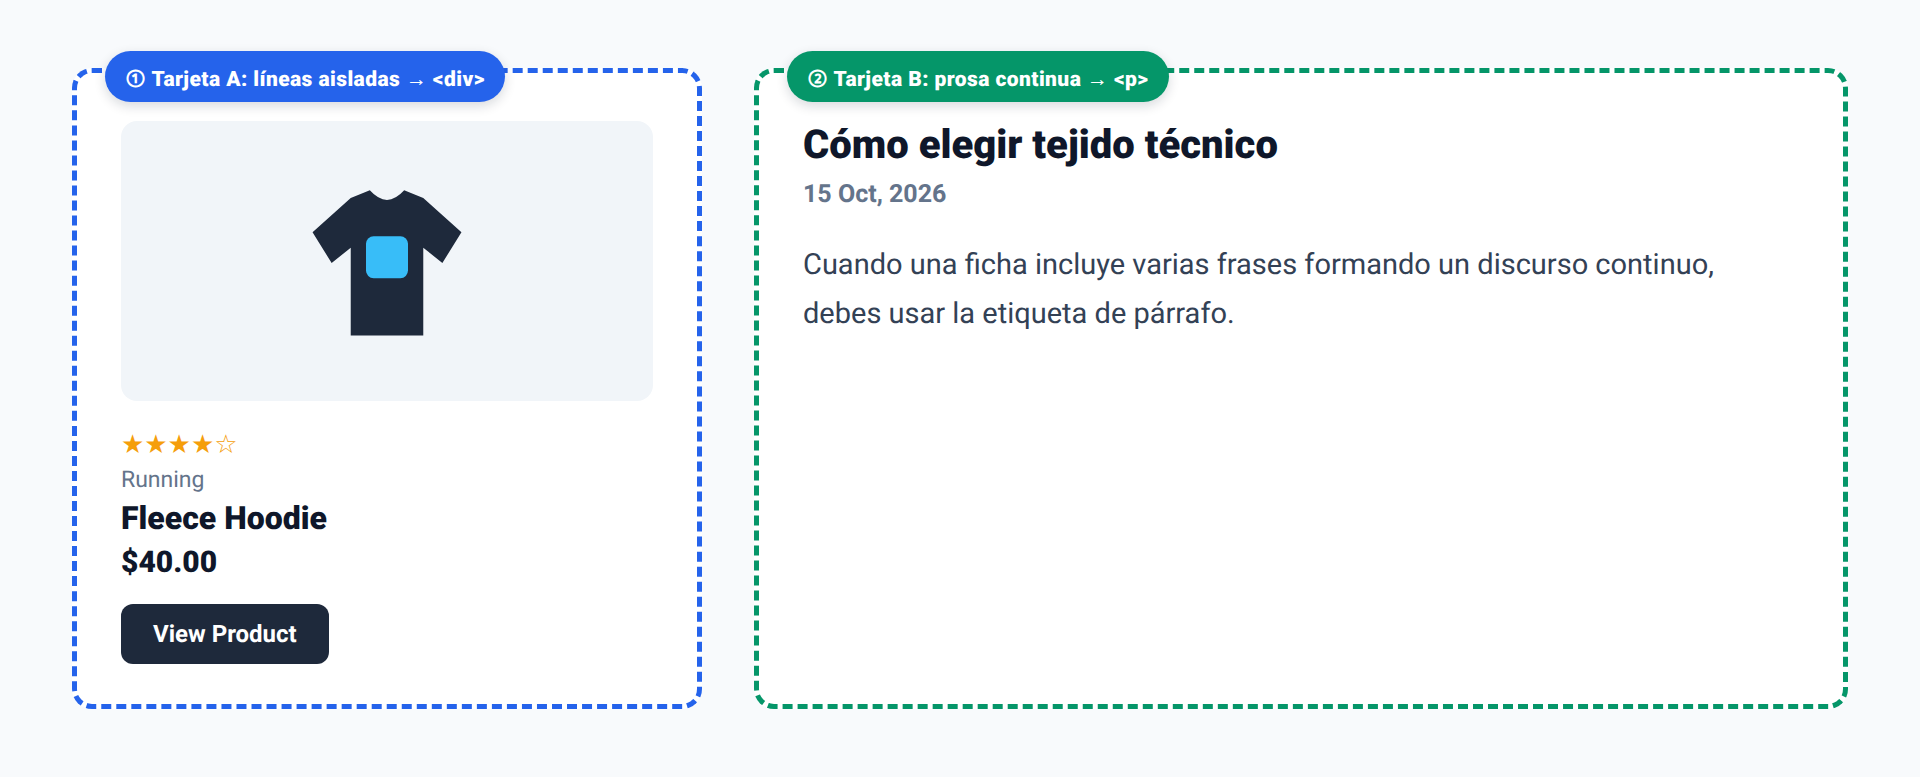 ① Tarjeta A: líneas aisladas → <div>
★★★★☆
Running
Fleece Hoodie
$40.00
View Product
② Tarjeta B: prosa continua → <p>
Cómo elegir tejido técnico
15 Oct, 2026
Cuando una ficha incluye varias frases formando un discurso continuo,
debes usar la etiqueta de párrafo.